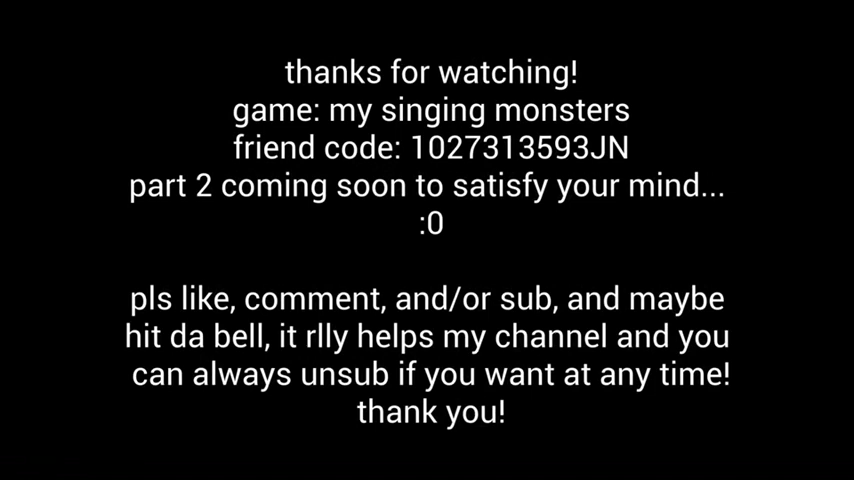 thanks for watching!
game: my singing monsters
friend code: 1027313593JN
part 2 coming soon to satisfy your mind...
:0
pls like, comment, and/or sub, and maybe
hit da bell, it rlly helps my channel and you
can always unsub if you want at any time!
thank you!